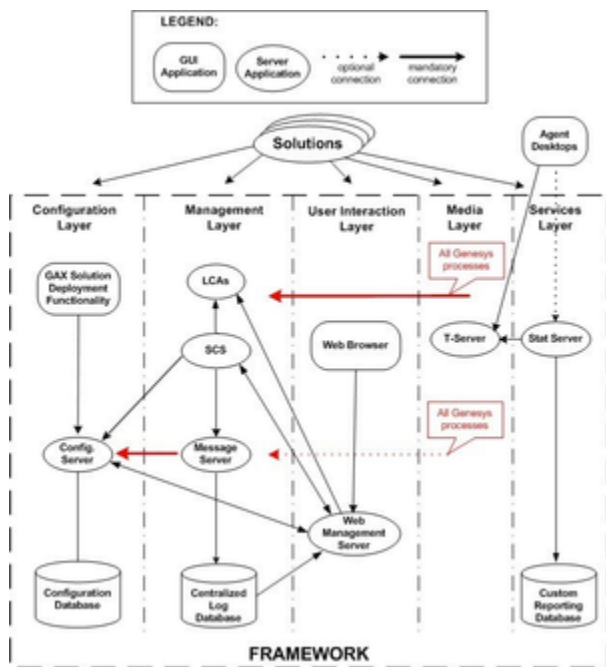 LEGEND:
GUI
Application
Server
Application
optional
connection
mandatory
connection
Solutions
Agent
Desktops
Configuration
Layer
Management
Layer
User Interaction
Layer
Media
Layer
Services
Layer
All Genesys
processes
GAX Solution
Deployment
Functionality
LCAs
SCS
Web Browser
T-Server
Stat Server
All Genesys
processes
Config.
Server
Message
Server
Web
Management
Server
Configuration
Database
Centralized
Log
Database
Custom
Reporting
Database
FRAMEWORK